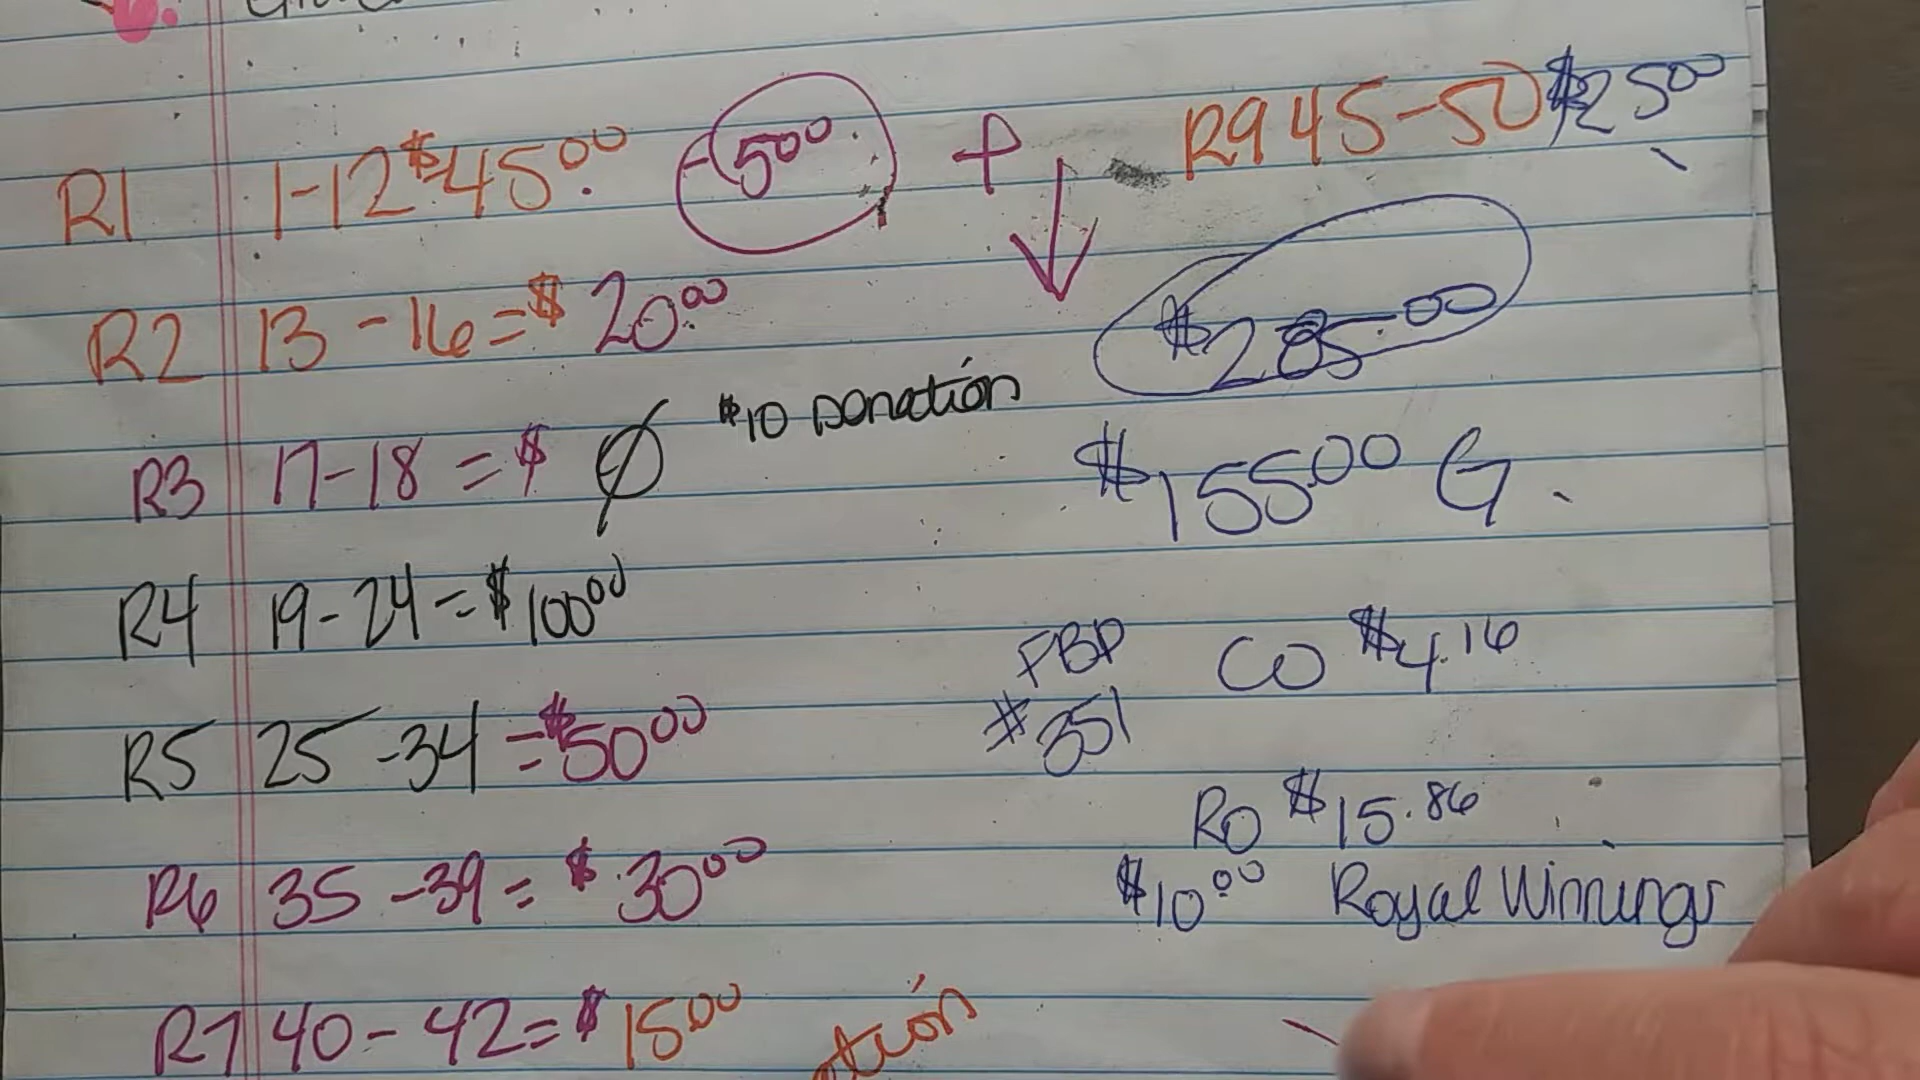 6.
R1 1-12 $45.00 -5.00 + R9 45-50 $25.00
$285.00
R2 13 - 16 = $ 20.00
R3 17-18 = $ Ø $10 Donation
$155.00 G
R4 19-24 = $100.00
PBP CO $4.16
#351
R5 25-34 = $50.00
RO $15.86
R6 35-39 = $30.00
$10.00 Royal Winnings
R7 40-42 = $15.00